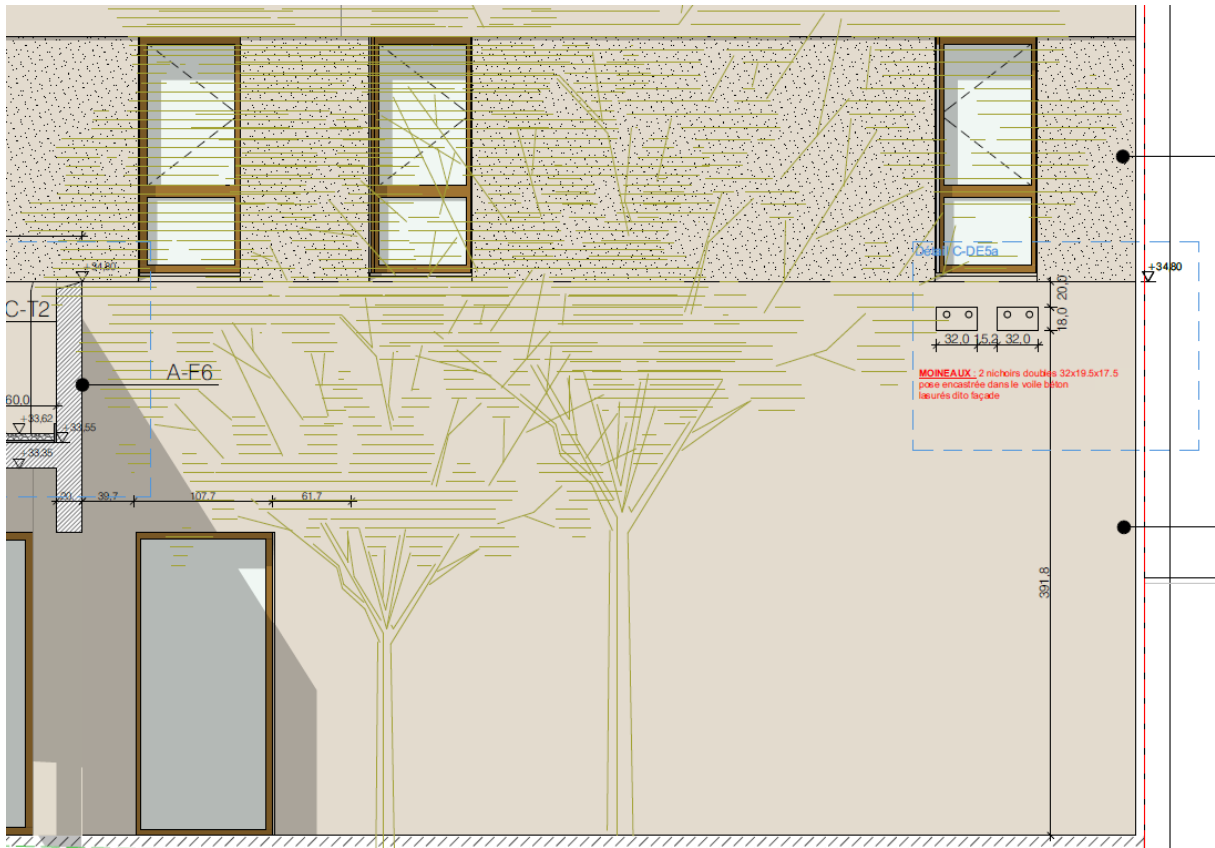 Détail C-DE5a
+34.80
+34.80
20,0
C-T2
18,0
32,0 15,2 32,0
A-F6
MOINEAUX : 2 nichoirs doubles 32x19.5x17.5
pose encastrée dans le voile béton
lasurés dito façade
60.0
+33,62
+33,55
+33,35
20 39,7 107.7 61,7
391,8